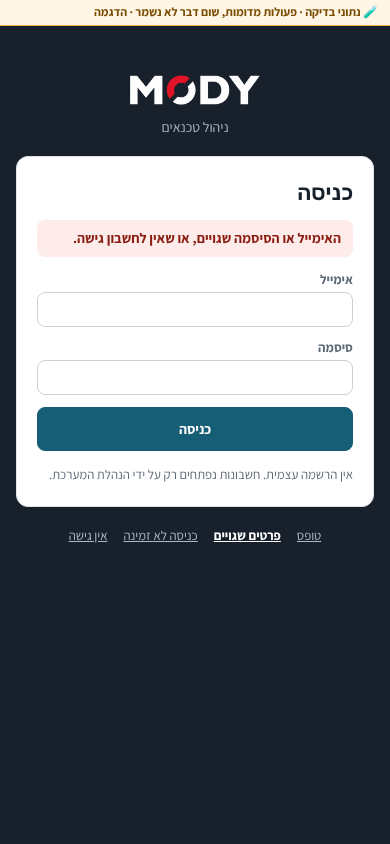 🧪 נתוני בדיקה · פעולות מדומות, שום דבר לא נשמר · הדגמה
MODY
ניהול טכנאים
כניסה
האימייל או הסיסמה שגויים, או שאין לחשבון גישה.
אימייל
סיסמה
כניסה
אין הרשמה עצמית. חשבונות נפתחים רק על ידי הנהלת המערכת.
טופס פרטים שגויים כניסה לא זמינה אין גישה